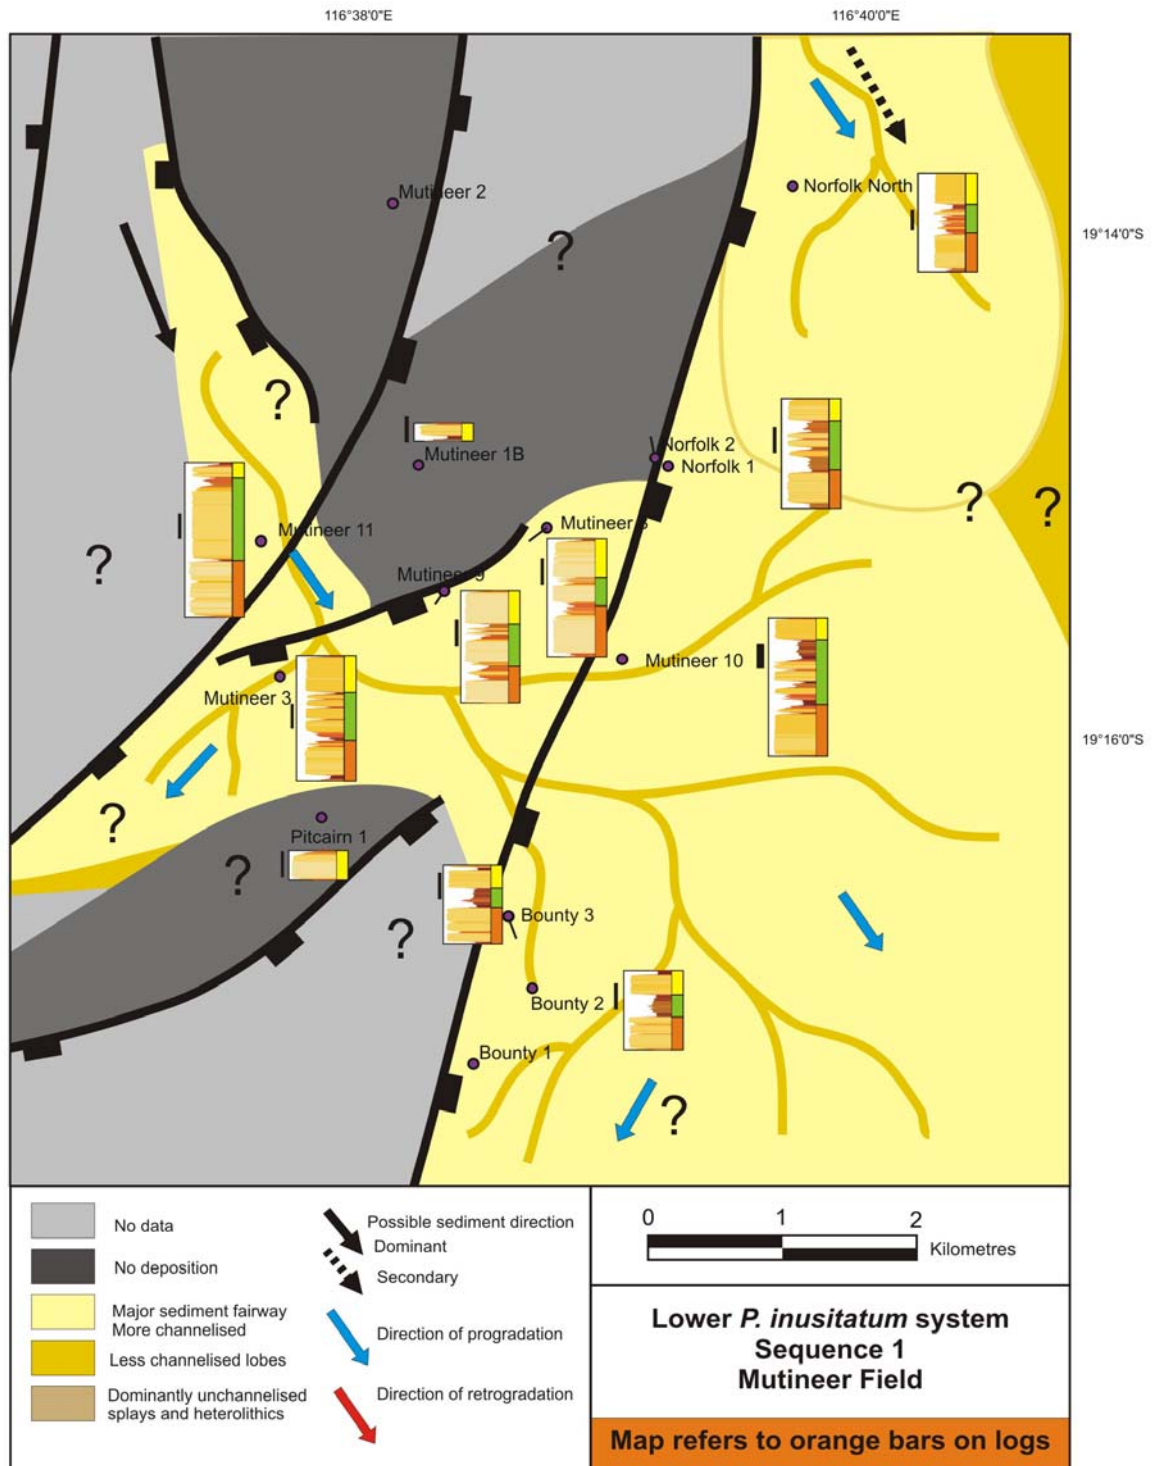 116°38'0"E
116°40'0"E
Mutineer 2
Norfolk North
19°14'0"S
?
?
Mutineer 1B
Norfolk 2
Norfolk 1
?
?
Mutineer 11
Mutineer
?
Mutineer 9
Mutineer 10
Mutineer 3
19°16'0"S
?
Pitcairn 1
?
?
Bounty 3
Bounty 2
Bounty 1
?
No data
No deposition
Major sediment fairway
More channelised
Less channelised lobes
Dominantly unchannelised
splays and heterolithics
Possible sediment direction
Dominant
Secondary
Direction of progradation
Direction of retrogradation
0 1 2
Kilometres
Lower P. inusitatum system
Sequence 1
Mutineer Field
Map refers to orange bars on logs